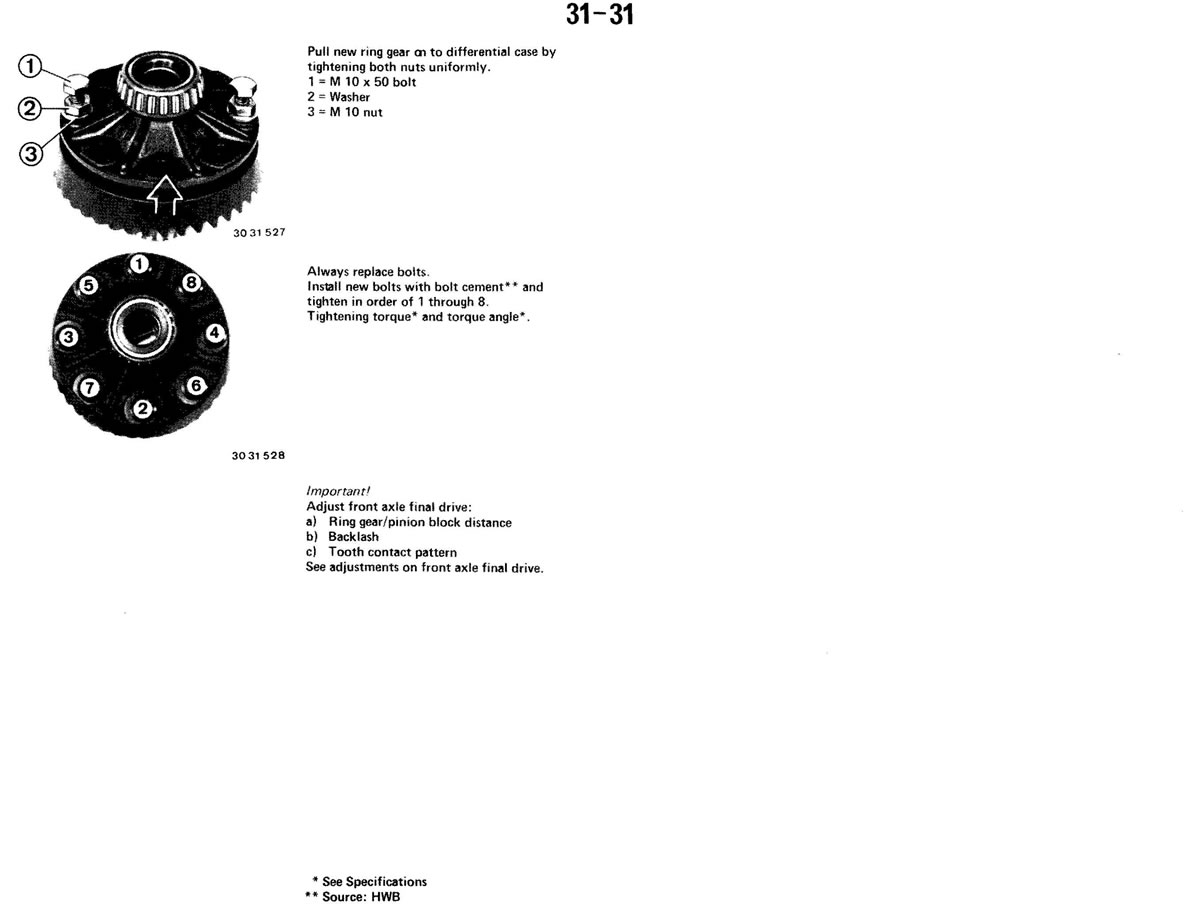 31-31
Pull new ring gear on to differential case by
tightening both nuts uniformly.
1 = M 10 x 50 bolt
2 = Washer
3 = M 10 nut
1
2
3
30 31 527
Always replace bolts.
Install new bolts with bolt cement** and
tighten in order of 1 through 8.
Tightening torque* and torque angle*.
1
5 8
3 4
7 6
2
30 31 528
Important!
Adjust front axle final drive:
a) Ring gear/pinion block distance
b) Backlash
c) Tooth contact pattern
See adjustments on front axle final drive.
* See Specifications
** Source: HWB